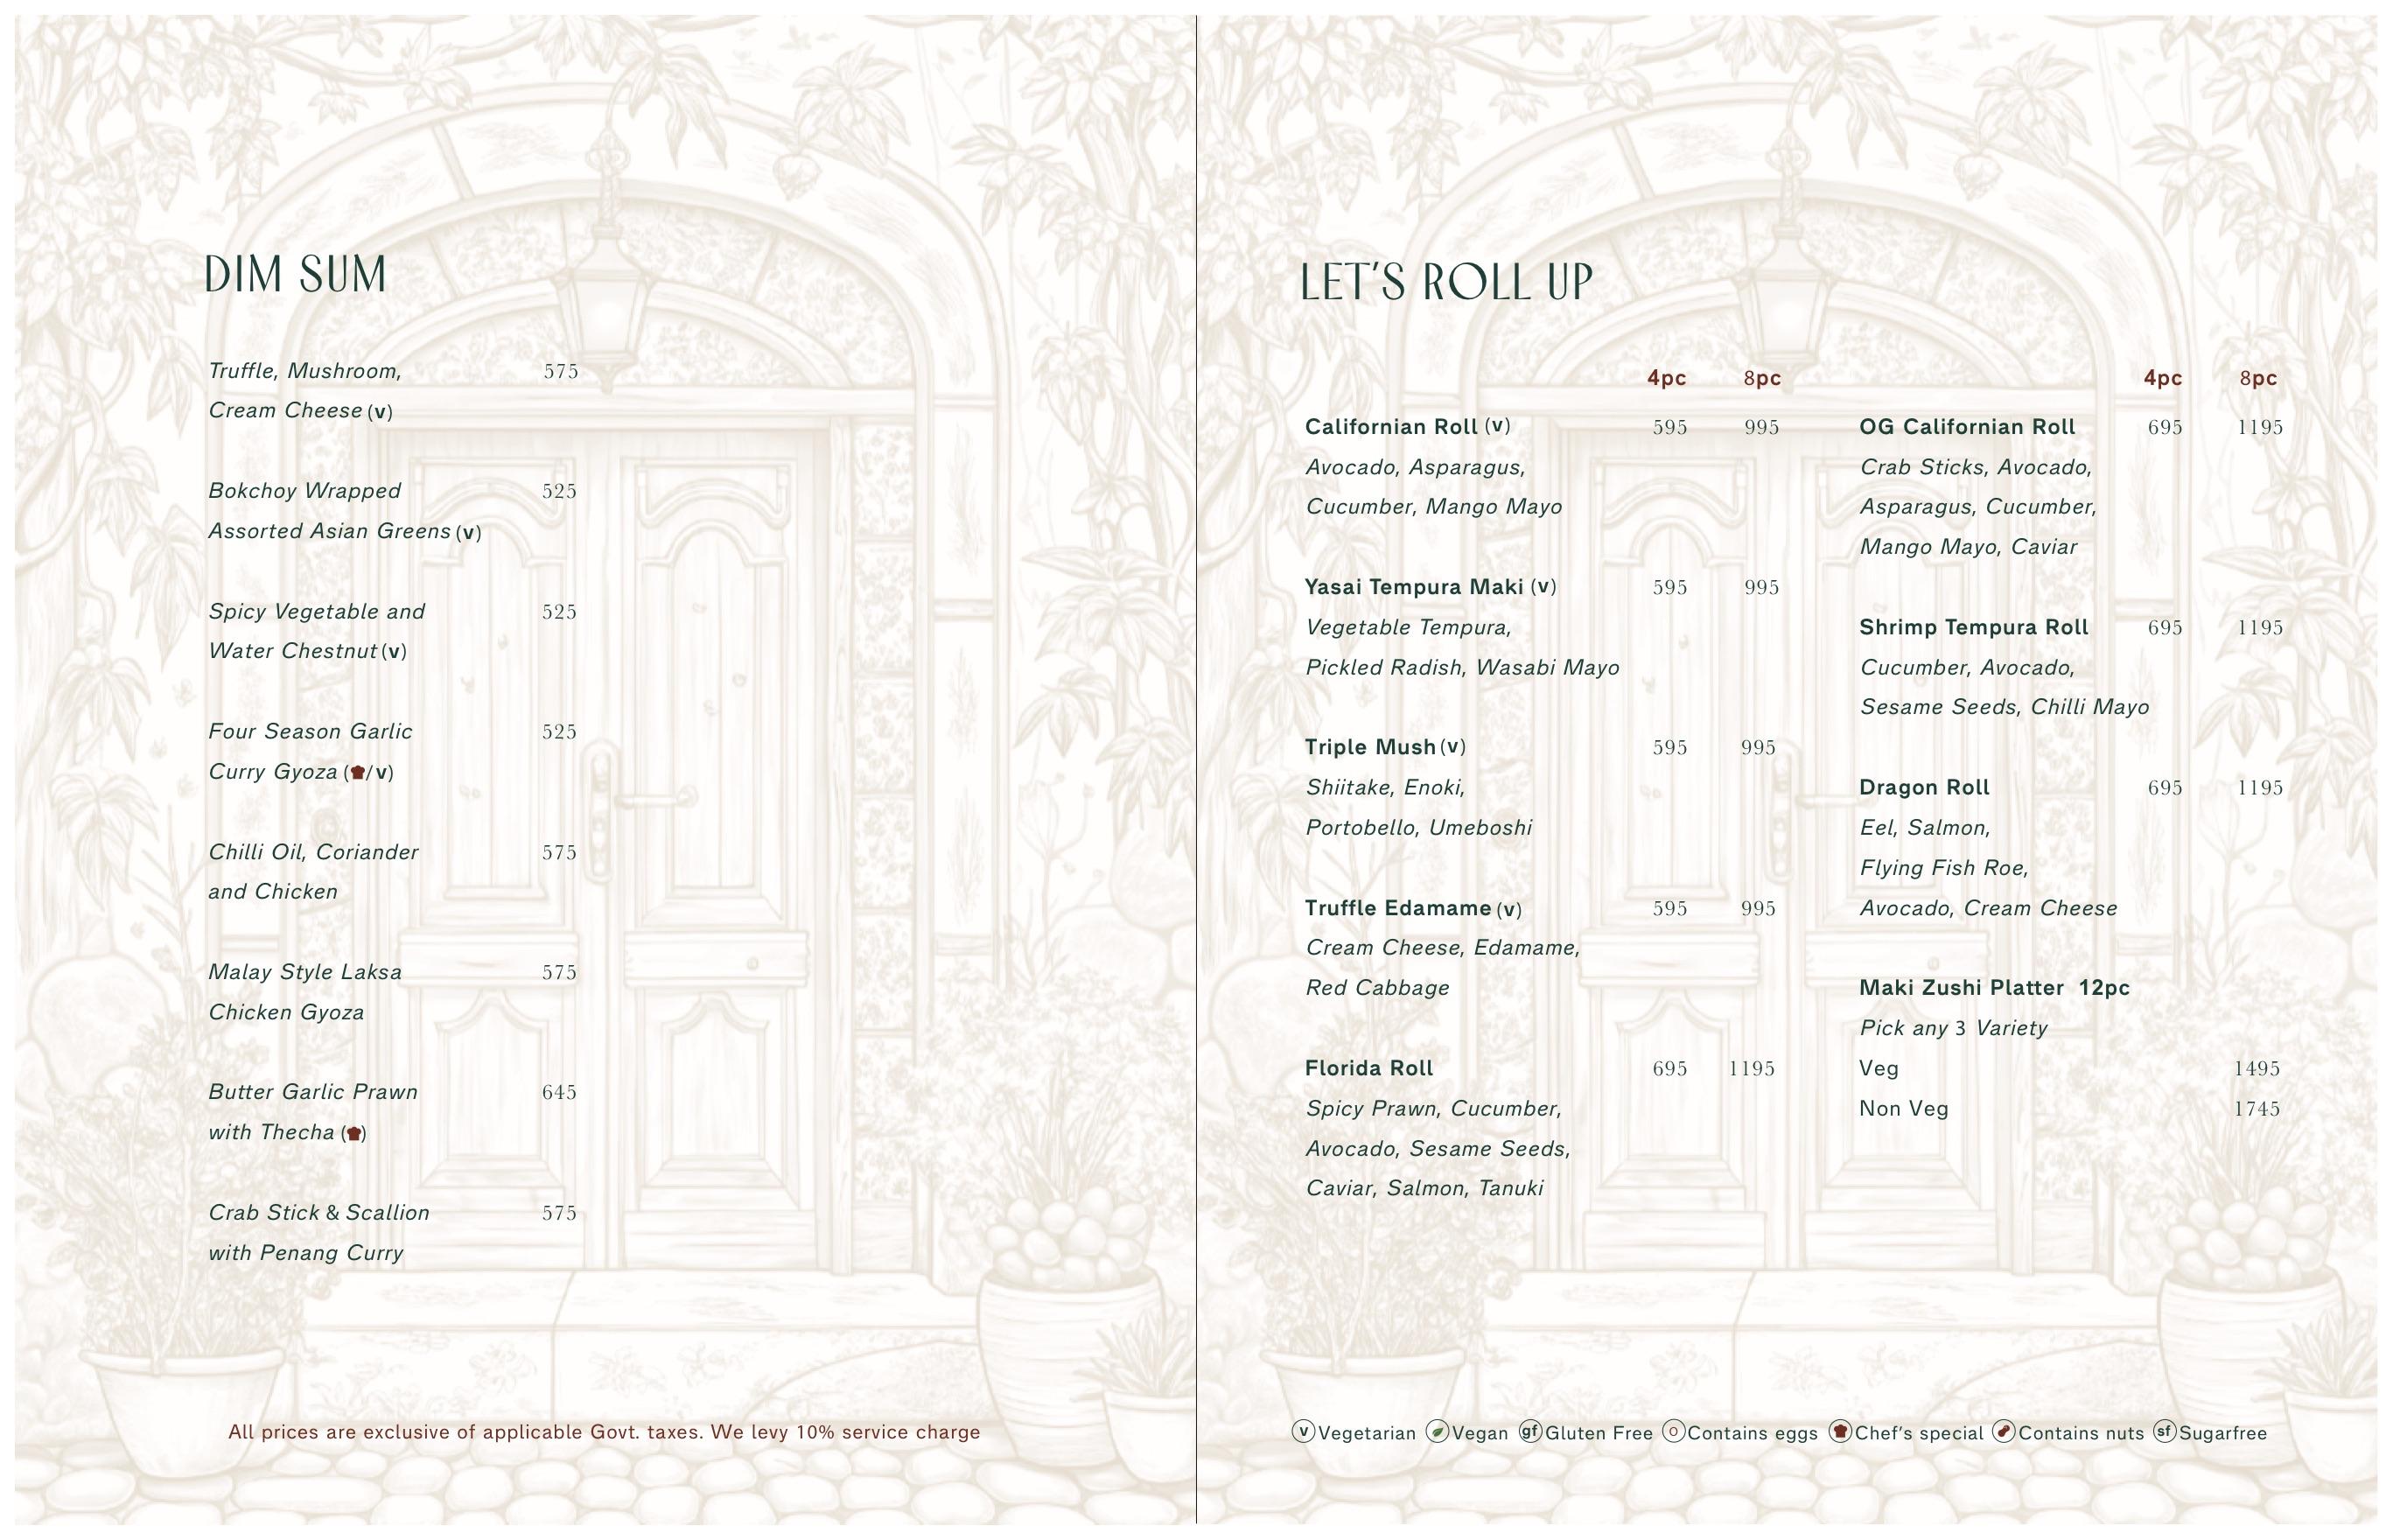 DIM SUM
Truffle, Mushroom, 575
Cream Cheese (v)
Bokchoy Wrapped 525
Assorted Asian Greens (v)
Spicy Vegetable and 525
Water Chestnut (v)
Four Season Garlic 525
Curry Gyoza (/v)
Chilli Oil, Coriander 575
and Chicken
Malay Style Laksa 575
Chicken Gyoza
Butter Garlic Prawn 645
with Thecha ()
Crab Stick & Scallion 575
with Penang Curry
All prices are exclusive of applicable Govt. taxes. We levy 10% service charge
LET'S ROLL UP
4pc 8pc
Californian Roll (v) 595 995
Avocado, Asparagus,
Cucumber, Mango Mayo
Yasai Tempura Maki (v) 595 995
Vegetable Tempura,
Pickled Radish, Wasabi Mayo
Triple Mush (v) 595 995
Shiitake, Enoki,
Portobello, Umeboshi
Truffle Edamame (v) 595 995
Cream Cheese, Edamame,
Red Cabbage
Florida Roll 695 1195
Spicy Prawn, Cucumber,
Avocado, Sesame Seeds,
Caviar, Salmon, Tanuki
4pc 8pc
OG Californian Roll 695 1195
Crab Sticks, Avocado,
Asparagus, Cucumber,
Mango Mayo, Caviar
Shrimp Tempura Roll 695 1195
Cucumber, Avocado,
Sesame Seeds, Chilli Mayo
Dragon Roll 695 1195
Eel, Salmon,
Flying Fish Roe,
Avocado, Cream Cheese
Maki Zushi Platter 12pc
Pick any 3 Variety
Veg 1495
Non Veg 1745
v Vegetarian Vegan gf Gluten Free Contains eggs Chef's special Contains nuts sf Sugarfree